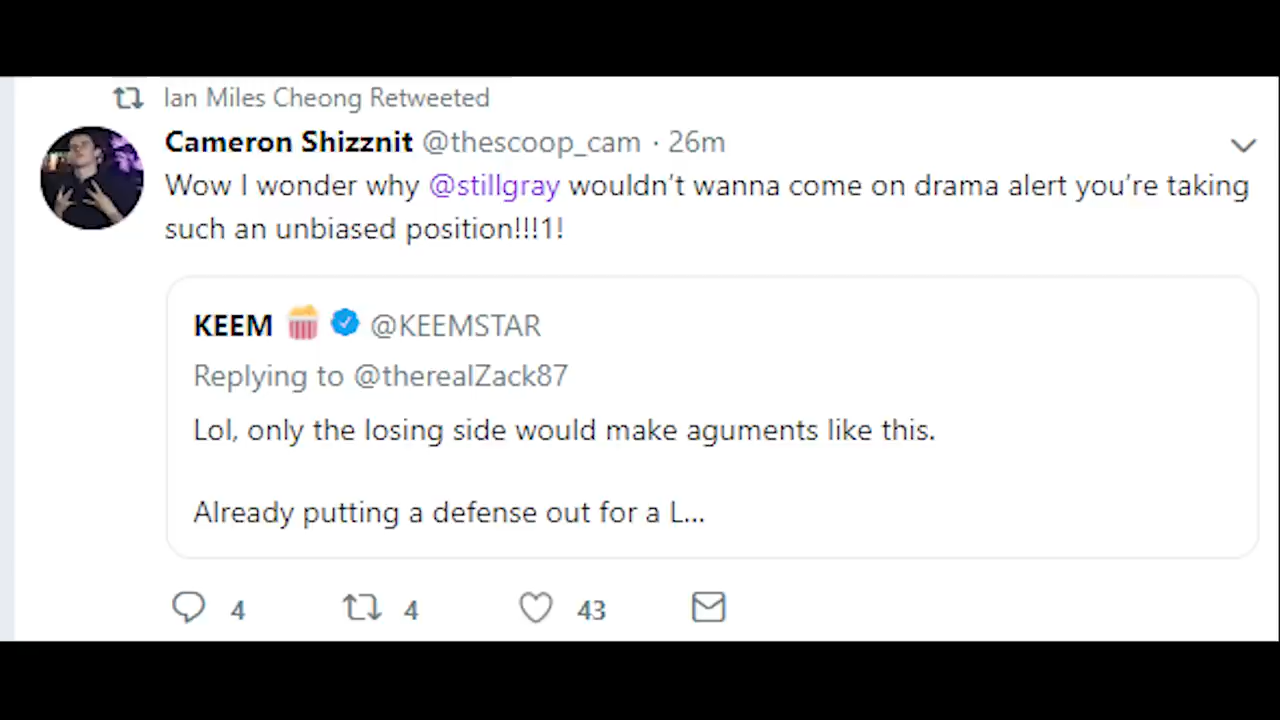 Ian Miles Cheong Retweeted
Cameron Shizznit @thescoop_cam · 26m
Wow I wonder why @stillgray wouldn't wanna come on drama alert you're taking
such an unbiased position!!!1!
KEEM 🍿 @KEEMSTAR
Replying to @therealZack87
Lol, only the losing side would make aguments like this.
Already putting a defense out for a L...
4 4 43